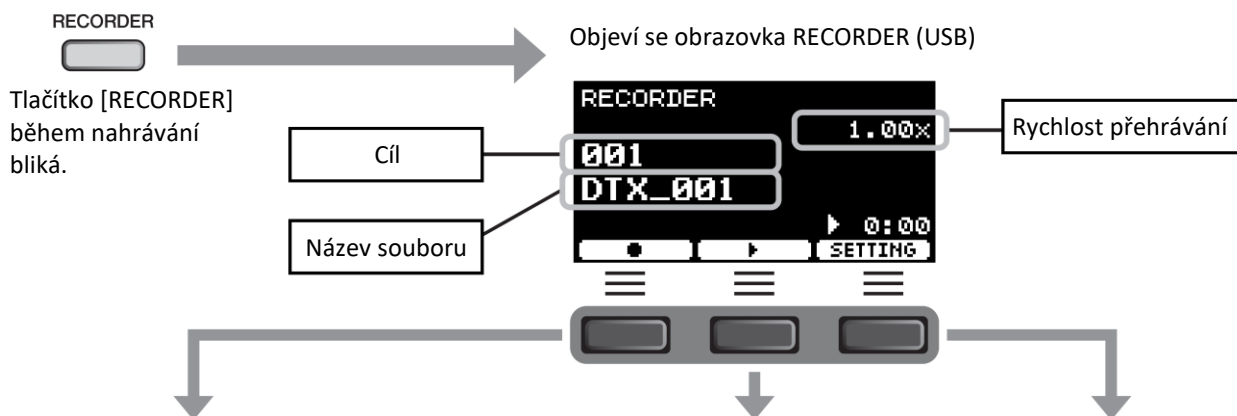 RECORDER
Objeví se obrazovka RECORDER (USB)
Tlačítko [RECORDER]
během nahrávání
bliká.
Cíl
Název souboru
RECORDER
1.00x
001
DTX_001
0:00
SETTING
Rychlost přehrávání